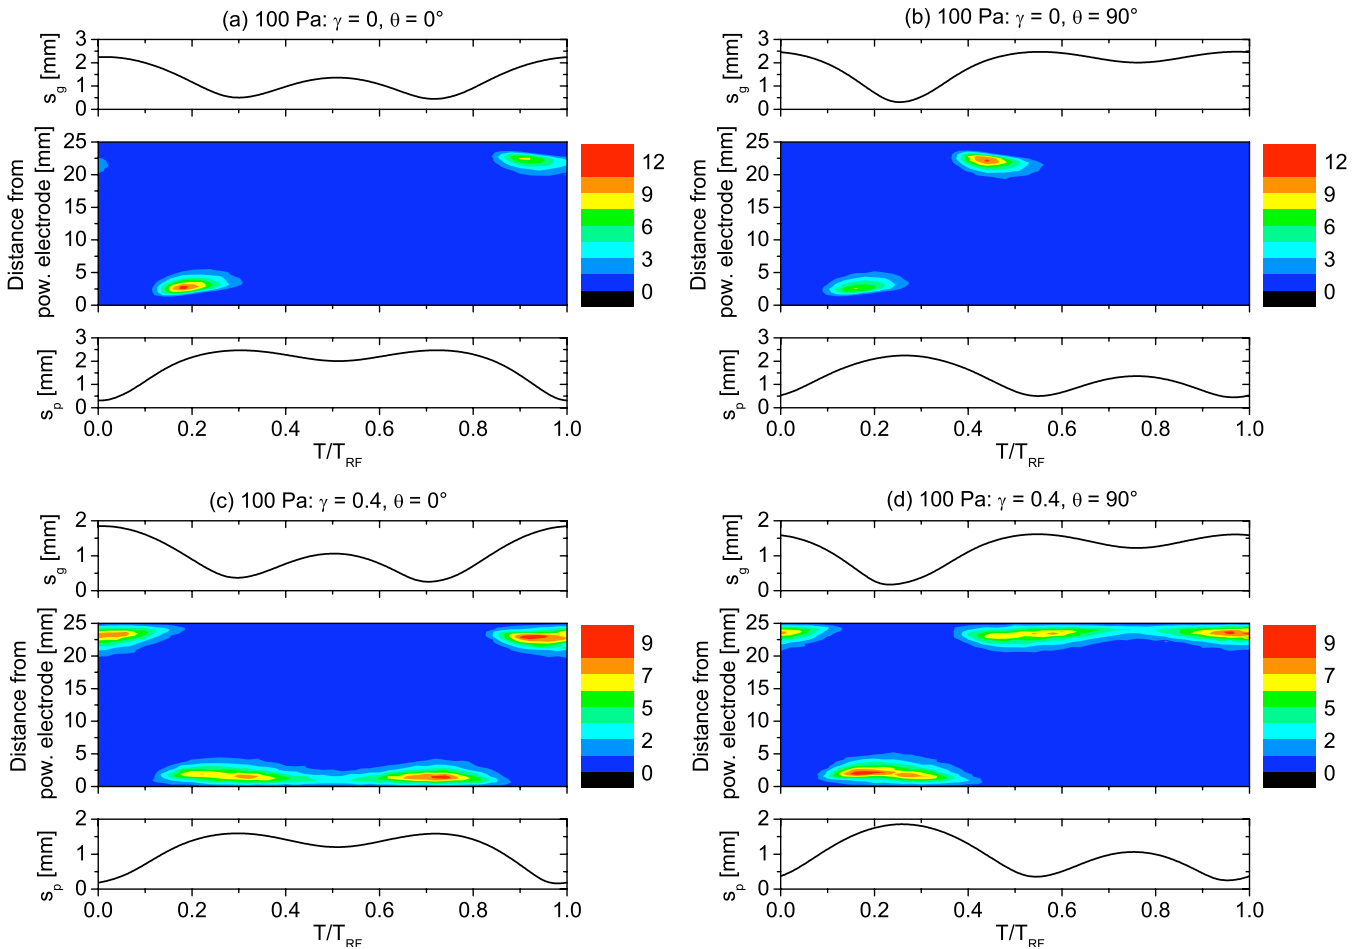 (a) 100 Pa: γ = 0, θ = 0°
s_g [mm]
3
2
1
0
Distance from
pow. electrode [mm]
25
20
15
10
5
0
12
9
6
3
0
s_p [mm]
3
2
1
0
0.0 0.2 0.4 0.6 0.8 1.0
T/T_RF
(b) 100 Pa: γ = 0, θ = 90°
s_g [mm]
3
2
1
0
Distance from
pow. electrode [mm]
25
20
15
10
5
0
12
9
6
3
0
s_p [mm]
3
2
1
0
0.0 0.2 0.4 0.6 0.8 1.0
T/T_RF
(c) 100 Pa: γ = 0.4, θ = 0°
s_g [mm]
2
1
0
Distance from
pow. electrode [mm]
25
20
15
10
5
0
9
7
5
2
0
s_p [mm]
2
1
0
0.0 0.2 0.4 0.6 0.8 1.0
T/T_RF
(d) 100 Pa: γ = 0.4, θ = 90°
s_g [mm]
2
1
0
Distance from
pow. electrode [mm]
25
20
15
10
5
0
9
7
5
2
0
s_p [mm]
2
1
0
0.0 0.2 0.4 0.6 0.8 1.0
T/T_RF